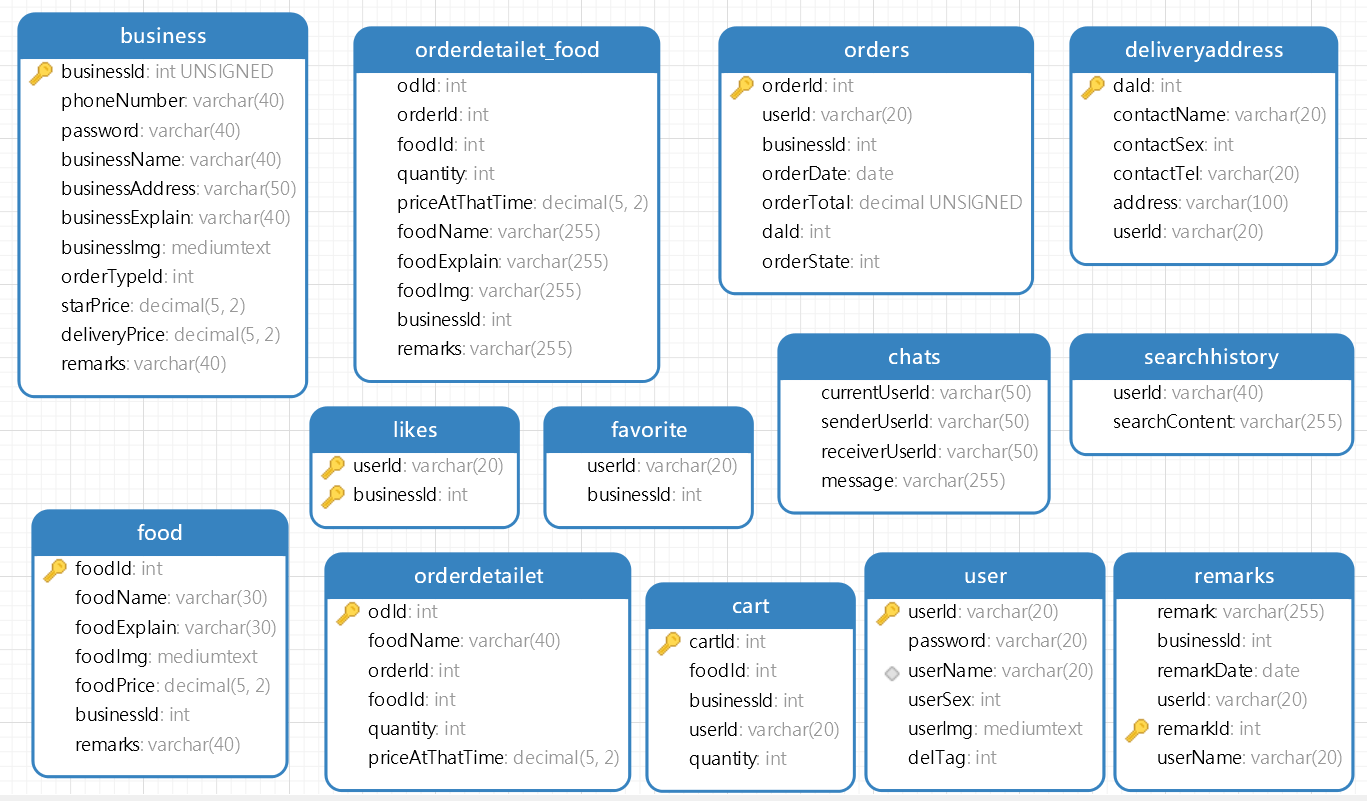 business
businessId: int UNSIGNED
phoneNumber: varchar(40)
password: varchar(40)
businessName: varchar(40)
businessAddress: varchar(50)
businessExplain: varchar(40)
businessImg: mediumtext
orderTypeId: int
starPrice: decimal(5, 2)
deliveryPrice: decimal(5, 2)
remarks: varchar(40)
orderdetailet_food
odId: int
orderId: int
foodId: int
quantity: int
priceAtThatTime: decimal(5, 2)
foodName: varchar(255)
foodExplain: varchar(255)
foodImg: varchar(255)
businessId: int
remarks: varchar(255)
orders
orderId: int
userId: varchar(20)
businessId: int
orderDate: date
orderTotal: decimal UNSIGNED
daId: int
orderState: int
deliveryaddress
daId: int
contactName: varchar(20)
contactSex: int
contactTel: varchar(20)
address: varchar(100)
userId: varchar(20)
chats
currentUserId: varchar(50)
senderUserId: varchar(50)
receiverUserId: varchar(50)
message: varchar(255)
searchhistory
userId: varchar(40)
searchContent: varchar(255)
likes
userId: varchar(20)
businessId: int
favorite
userId: varchar(20)
businessId: int
food
foodId: int
foodName: varchar(30)
foodExplain: varchar(30)
foodImg: mediumtext
foodPrice: decimal(5, 2)
businessId: int
remarks: varchar(40)
orderdetailet
odId: int
foodName: varchar(40)
orderId: int
foodId: int
quantity: int
priceAtThatTime: decimal(5, 2)
cart
cartId: int
foodId: int
businessId: int
userId: varchar(20)
quantity: int
user
userId: varchar(20)
password: varchar(20)
userName: varchar(20)
userSex: int
userImg: mediumtext
delTag: int
remarks
remark: varchar(255)
businessId: int
remarkDate: date
userId: varchar(20)
remarkId: int
userName: varchar(20)